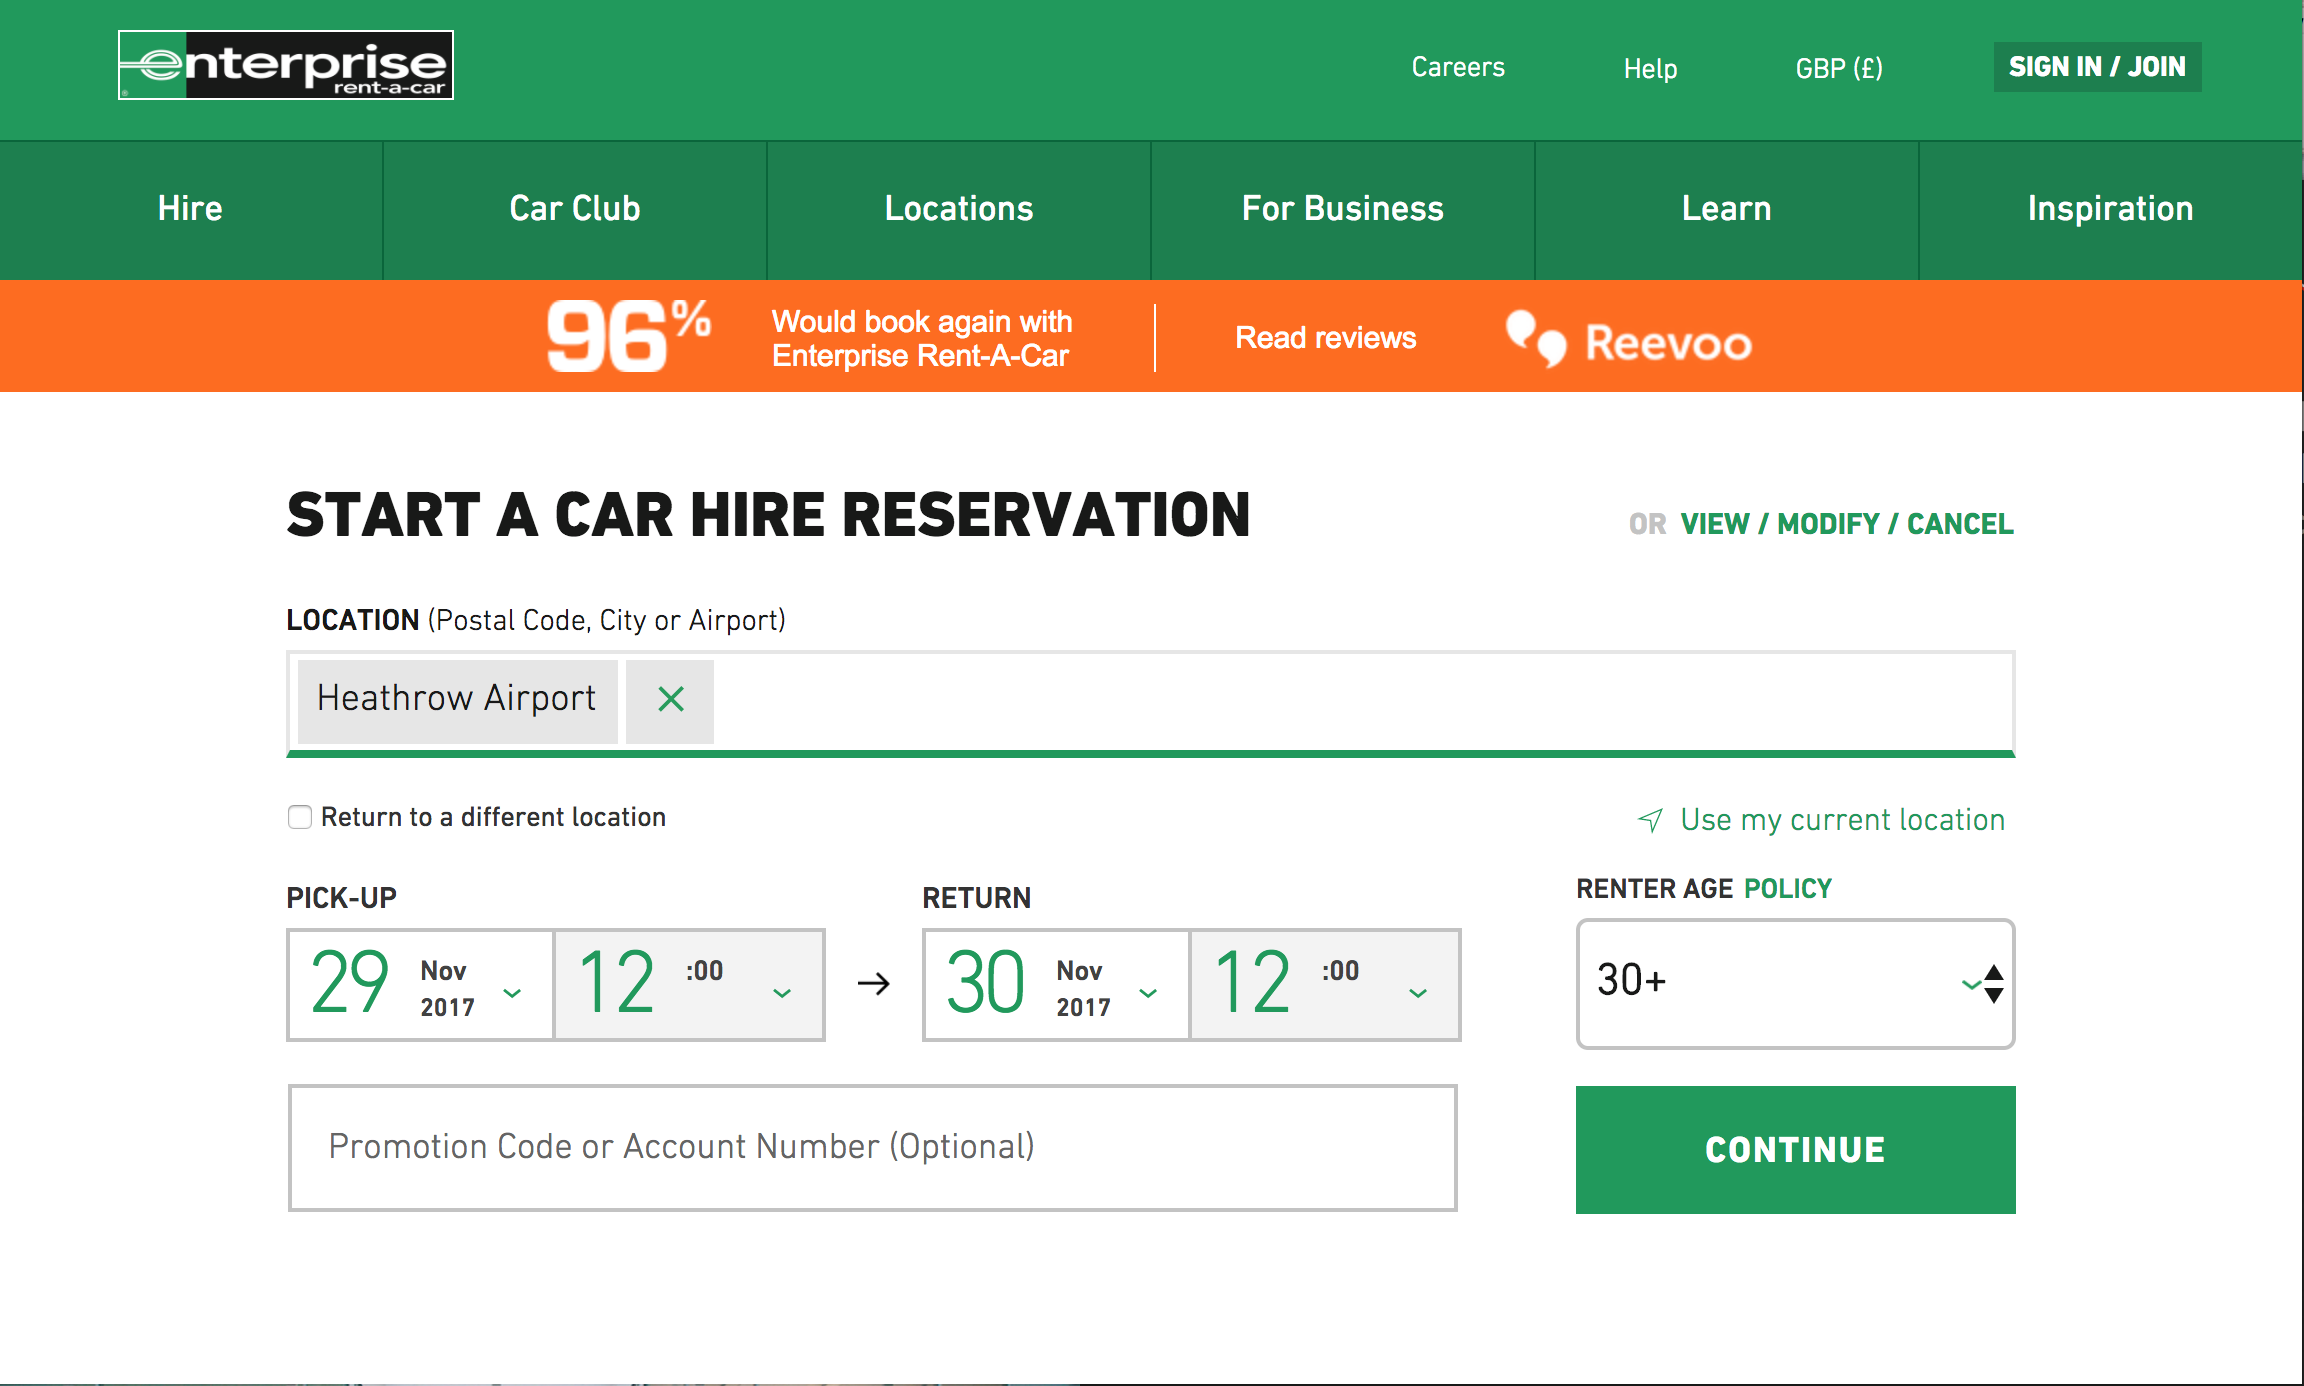 enterprise
rent-a-car
Careers
Help
GBP (£)
SIGN IN / JOIN
Hire
Car Club
Locations
For Business
Learn
Inspiration
96%
Would book again with
Enterprise Rent-A-Car
Read reviews
Reevoo
START A CAR HIRE RESERVATION
OR VIEW / MODIFY / CANCEL
LOCATION (Postal Code, City or Airport)
Heathrow Airport
Return to a different location
Use my current location
PICK-UP
RETURN
RENTER AGE POLICY
29 Nov 2017
12 :00
30 Nov 2017
12 :00
30+
Promotion Code or Account Number (Optional)
CONTINUE